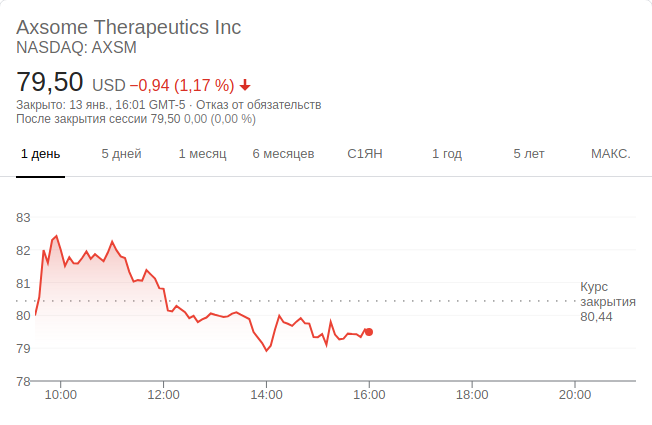 Axsome Therapeutics Inc
NASDAQ: AXSM
79,50 USD −0,94 (1,17 %)
Закрыто: 13 янв., 16:01 GMT-5 · Отказ от обязательств
После закрытия сессии 79,50 0,00 (0,00 %)
1 день 5 дней 1 месяц 6 месяцев С1ЯН 1 год 5 лет МАКС.
83
82
81
80
79
78
Курс
закрытия
80,44
10:00 12:00 14:00 16:00 18:00 20:00